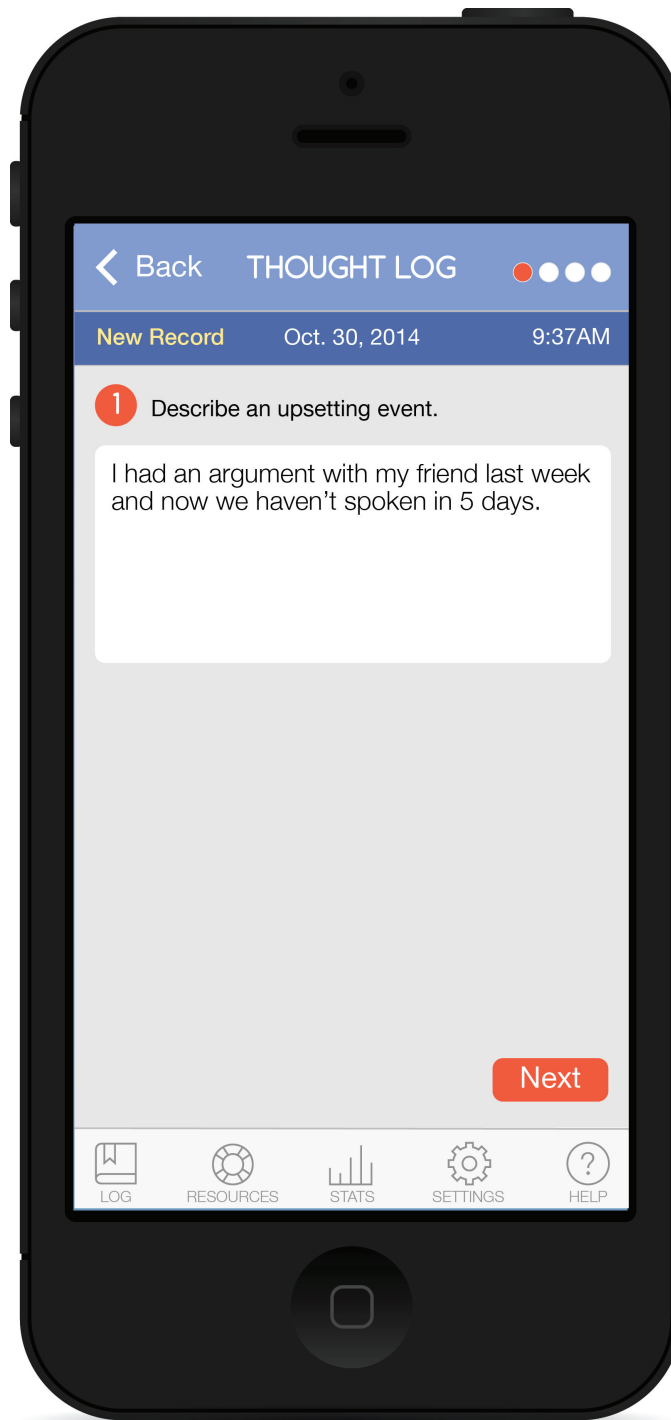 Back THOUGHT LOG
New Record Oct. 30, 2014 9:37AM
1 Describe an upsetting event.
I had an argument with my friend last week
and now we haven’t spoken in 5 days.
Next
LOG RESOURCES STATS SETTINGS HELP
?